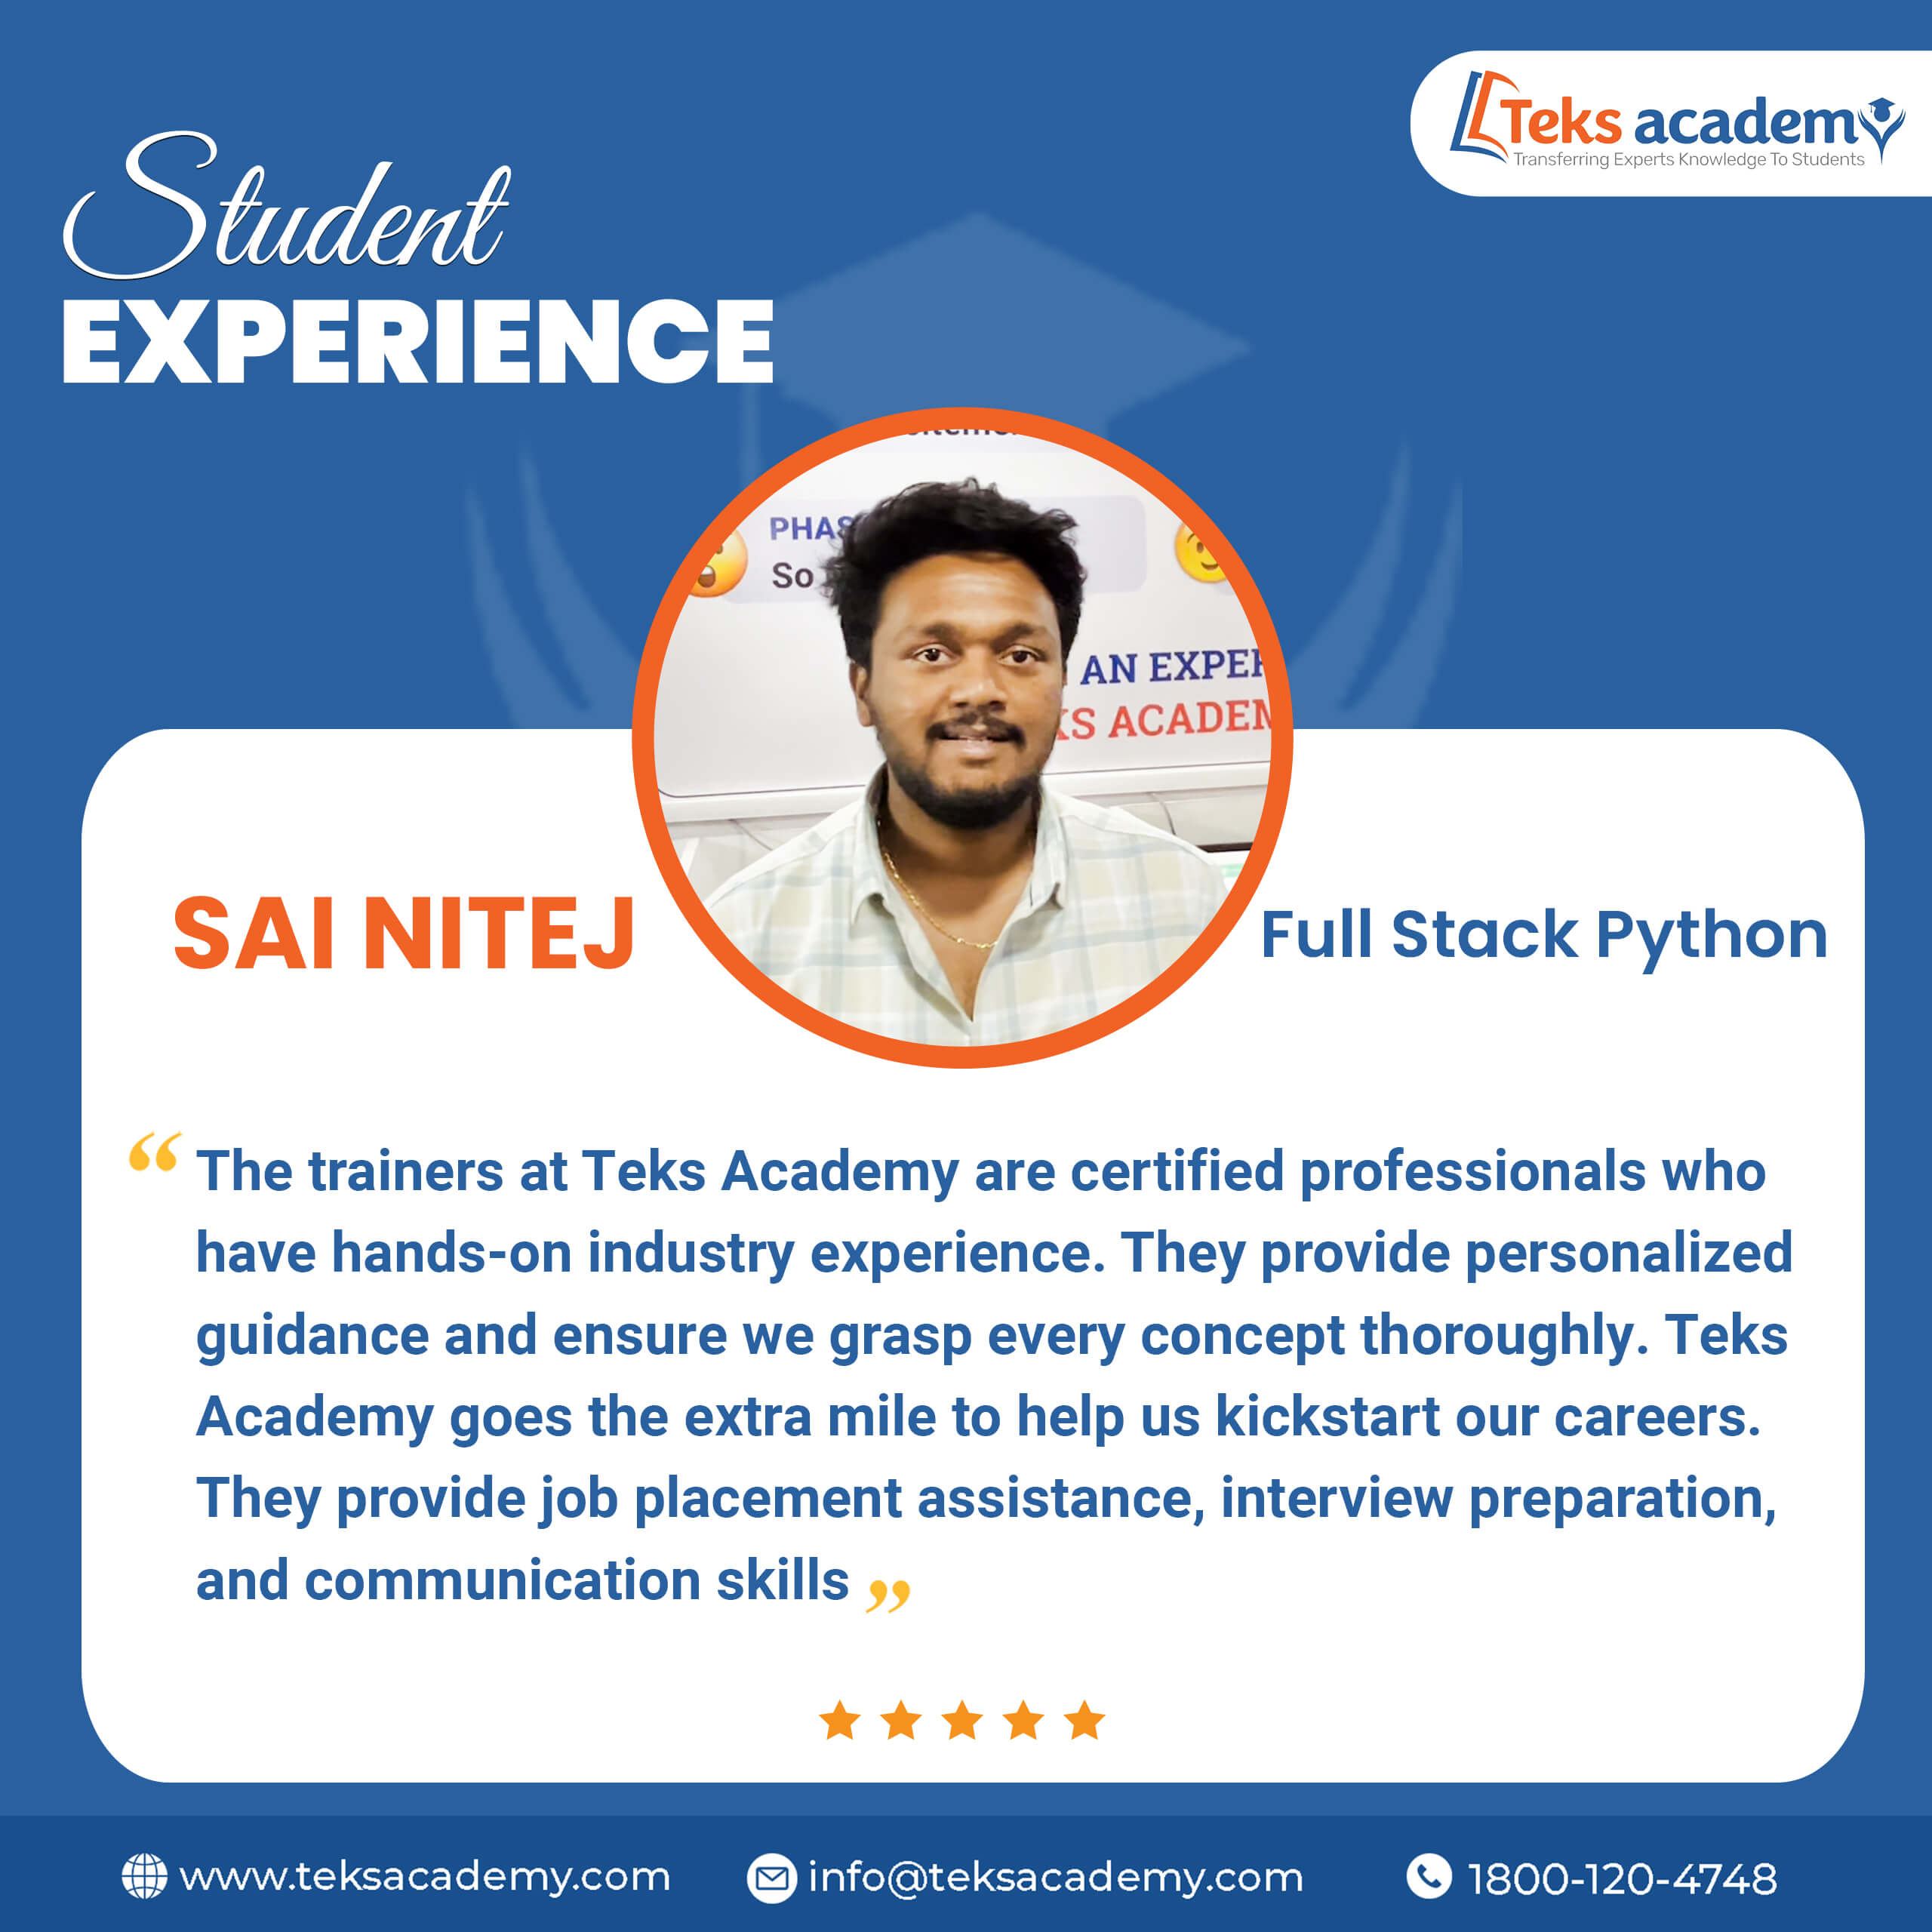 Teks academy
Transferring Experts Knowledge To Students
Student
EXPERIENCE
So
AN
SAI NITEJ
Full Stack Python
“ The trainers at Teks Academy are certified professionals who
have hands-on industry experience. They provide personalized
guidance and ensure we grasp every concept thoroughly. Teks
Academy goes the extra mile to help us kickstart our careers.
They provide job placement assistance, interview preparation,
and communication skills ”
www.teksacademy.com
info@teksacademy.com
1800-120-4748